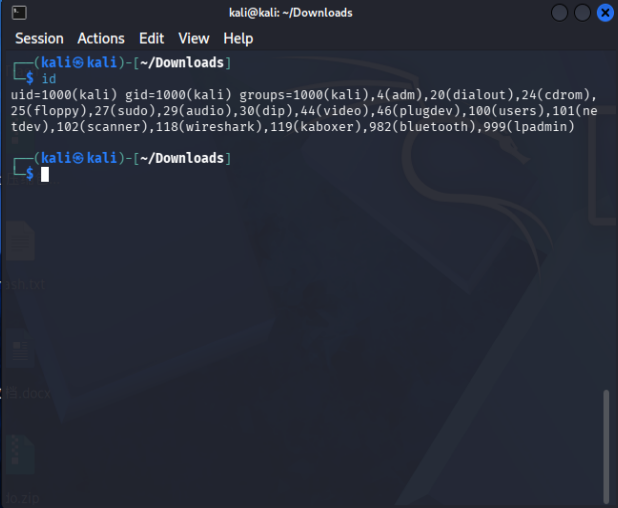 kali@kali: ~/Downloads
Session Actions Edit View Help
┌──(kali㉿kali)-[~/Downloads]
└─$ id
uid=1000(kali) gid=1000(kali) groups=1000(kali),4(adm),20(dialout),24(cdrom),
25(floppy),27(sudo),29(audio),30(dip),44(video),46(plugdev),100(users),101(ne
tdev),102(scanner),118(wireshark),119(kaboxer),982(bluetooth),999(lpadmin)
┌──(kali㉿kali)-[~/Downloads]
└─$